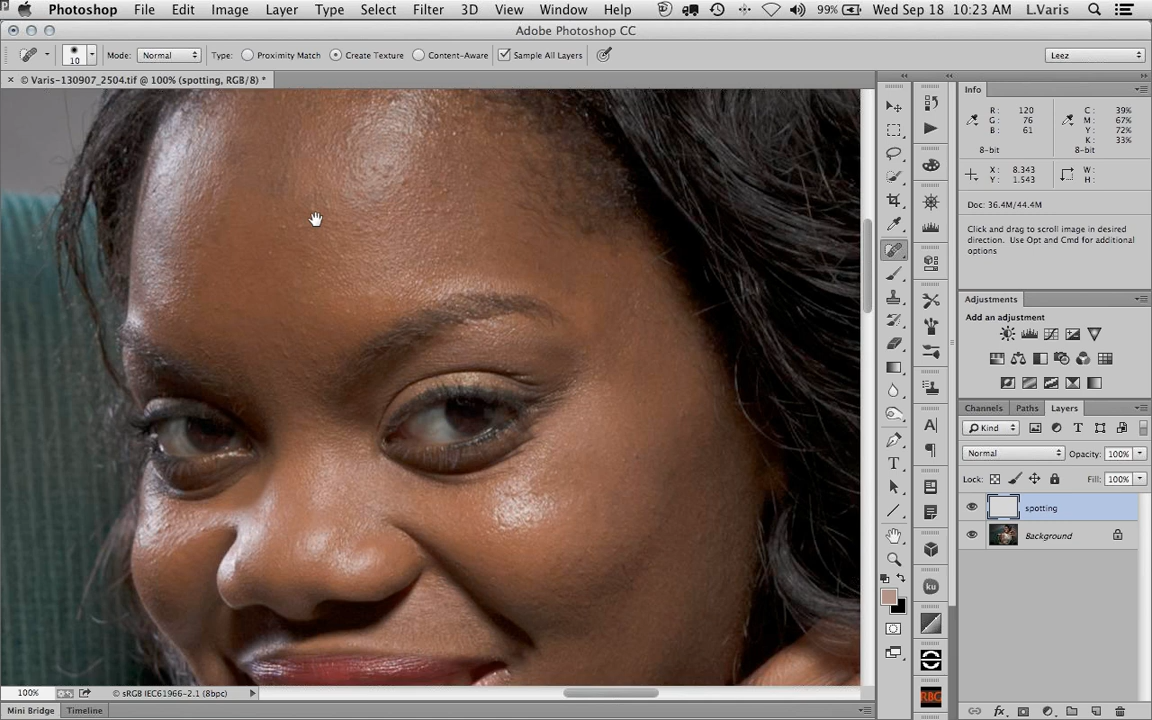 Photoshop File Edit Image Layer Type Select Filter 3D View Window Help 99% Wed Sep 18 10:23 AM L.Varis
Adobe Photoshop CC
10 Mode: Normal Type: Proximity Match Create Texture Content-Aware Sample All Layers Leez
× © Varis-130907_2504.tif @ 100% (spotting, RGB/8) *
Info
R: 120 C: 39%
G: 76 M: 67%
B: 61 Y: 72%
K: 33%
8-bit 8-bit
X: 8.343 W:
Y: 1.543 H:
Doc: 36.4M/44.4M
Click and drag to scroll image in desired
direction. Use Opt and Cmd for additional
options
Adjustments
Add an adjustment
Channels Paths Layers
Kind
Normal Opacity: 100%
Lock: Fill: 100%
spotting
Background
ku
RBG
100% © sRGB IEC61966-2.1 (8bpc)
Mini Bridge Timeline
fx